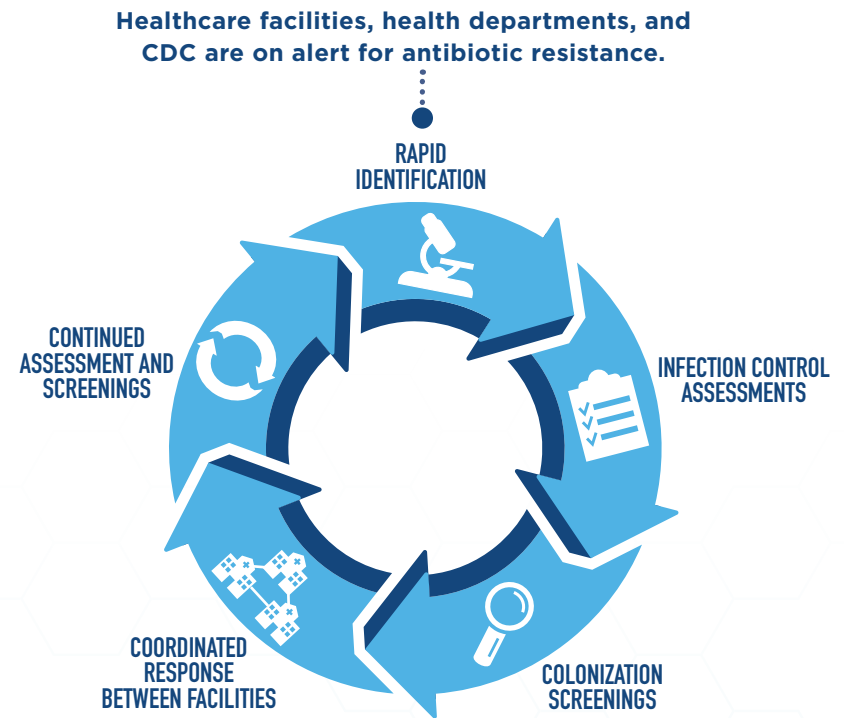 Healthcare facilities, health departments, and
CDC are on alert for antibiotic resistance.
RAPID
IDENTIFICATION
INFECTION CONTROL
ASSESSMENTS
COLONIZATION
SCREENINGS
COORDINATED
RESPONSE
BETWEEN FACILITIES
CONTINUED
ASSESSMENT AND
SCREENINGS